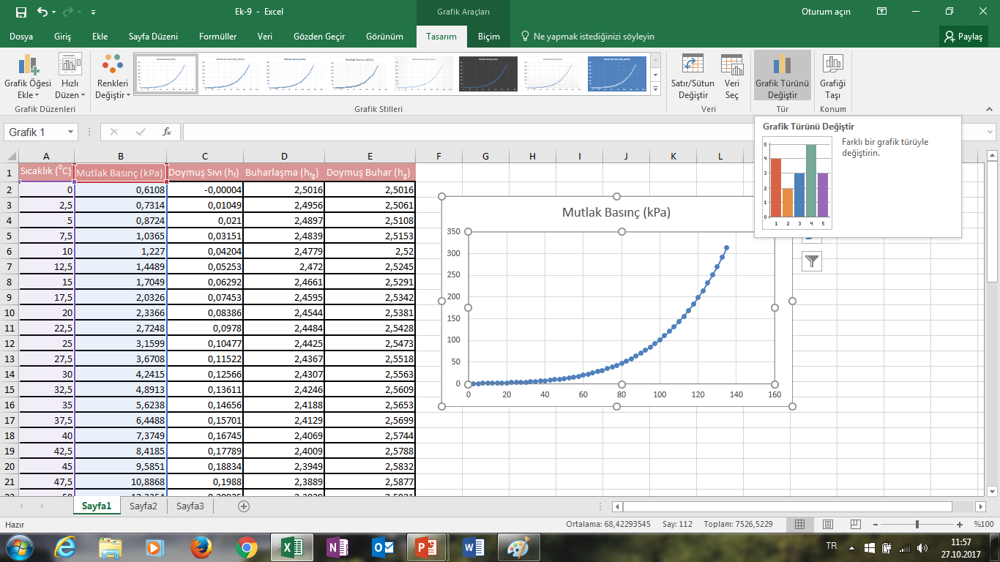 Ek-9 - Excel
Grafik Araçları
Oturum açın
Dosya Giriş Ekle Sayfa Düzeni Formüller Veri Gözden Geçir Görünüm Tasarım Biçim Ne yapmak istediğinizi söyleyin Paylaş
Grafik Öğesi Ekle
Hızlı Düzen
Renkleri Değiştir
Satır/Sütun Değiştir
Veri Seç
Grafik Türünü Değiştir
Grafiği Taşı
Grafik Düzenleri Grafik Stilleri Veri Tür Konum
Grafik 1 fx
Grafik Türünü Değiştir
Farklı bir grafik türüyle
değiştirin.
5
4
3
2
1
0
1 2 3 4 5
A B C D E F G H I J K L
1 Sıcaklık (⁰C) Mutlak Basınç (kPa) Doymuş Sıvı (hf) Buharlaşma (hfg) Doymuş Buhar (hg)
2 0 0,6108 -0,00004 2,5016 2,5016
3 2,5 0,7314 0,01049 2,4956 2,5061
4 5 0,8724 0,021 2,4897 2,5108
5 7,5 1,0365 0,03151 2,4839 2,5153
6 10 1,227 0,04204 2,4779 2,52
7 12,5 1,4489 0,05253 2,472 2,5245
8 15 1,7049 0,06292 2,4661 2,5291
9 17,5 2,0326 0,07453 2,4595 2,5342
10 20 2,3366 0,08386 2,4544 2,5381
11 22,5 2,7248 0,0978 2,4484 2,5428
12 25 3,1599 0,10477 2,4425 2,5473
13 27,5 3,6708 0,11522 2,4367 2,5518
14 30 4,2415 0,12566 2,4307 2,5563
15 32,5 4,8913 0,13611 2,4246 2,5609
16 35 5,6238 0,14656 2,4188 2,5653
17 37,5 6,4488 0,15701 2,4129 2,5699
18 40 7,3749 0,16745 2,4069 2,5744
19 42,5 8,4185 0,17789 2,4009 2,5788
20 45 9,5851 0,18834 2,3949 2,5832
21 47,5 10,8868 0,1988 2,3889 2,5877
Mutlak Basınç (kPa)
350
300
250
200
150
100
50
0
0 20 40 60 80 100 120 140 160
Sayfa1 Sayfa2 Sayfa3
Hazır Ortalama: 68,42293545 Say: 112 Toplam: 7526,5229 %100
TR 11:57
27.10.2017